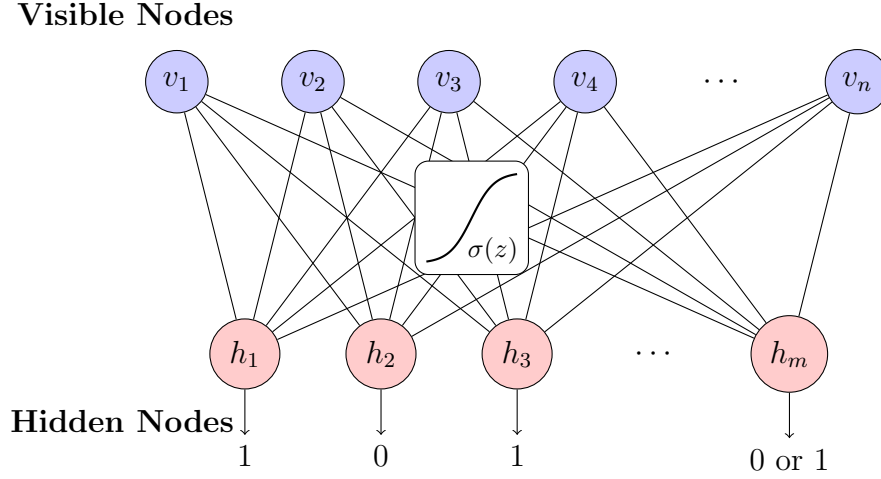 Visible Nodes
v₁ v₂ v₃ v₄ ⋯ vₙ
σ(z)
h₁ h₂ h₃ ⋯ hₘ
Hidden Nodes
1 0 1 0 or 1